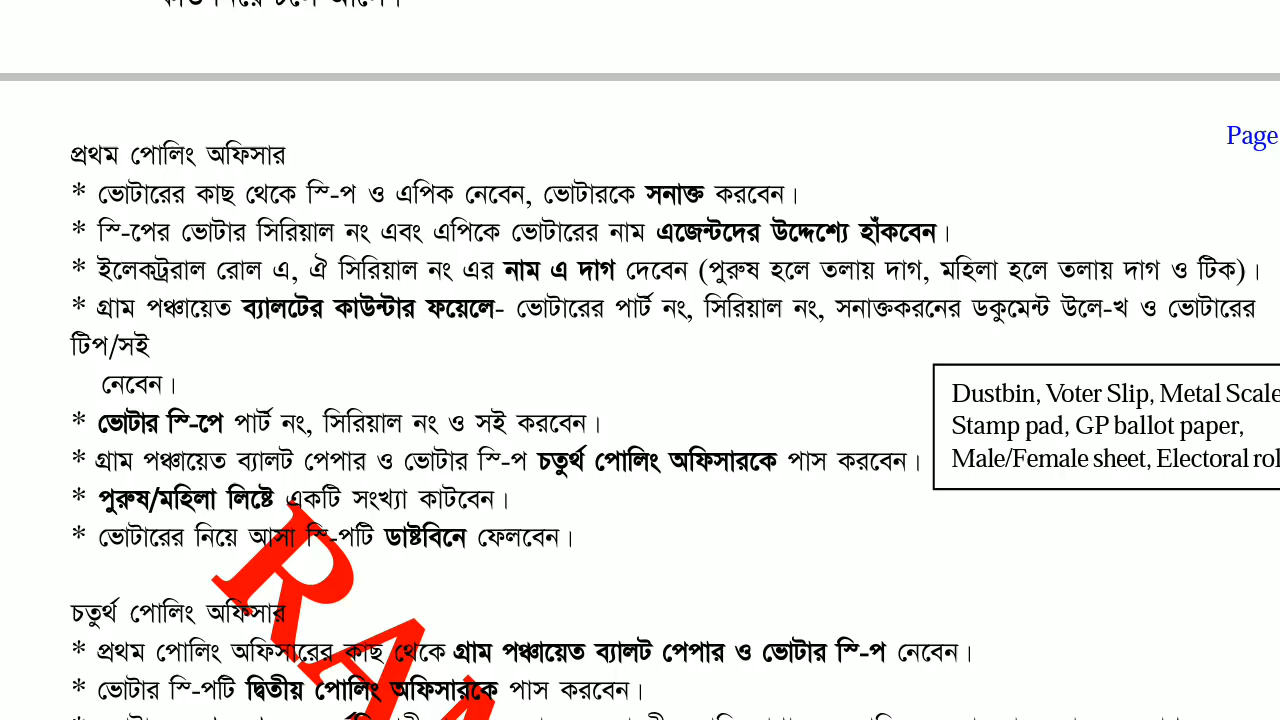 Page
প্রথম পোলিং অফিসার
* ভোটারের কাছ থেকে স্লি-প ও এপিক নেবেন, ভোটারকে সনাক্ত করবেন।
* স্লি-পের ভোটার সিরিয়াল নং এবং এপিকে ভোটারের নাম এজেন্টদের উদ্দেশ্যে হাঁকবেন।
* ইলেকট্ররাল রোল এ, ঐ সিরিয়াল নং এর নাম এ দাগ দেবেন (পুরুষ হলে তলায় দাগ, মহিলা হলে তলায় দাগ ও টিক)।
* গ্রাম পঞ্চায়েত ব্যালটের কাউন্টার ফয়েলে- ভোটারের পার্ট নং, সিরিয়াল নং, সনাক্তকরনের ডকুমেন্ট উলে-খ ও ভোটারের
টিপ/সই
নেবেন।
* ভোটার স্লি-পে পার্ট নং, সিরিয়াল নং ও সই করবেন।
* গ্রাম পঞ্চায়েত ব্যালট পেপার ও ভোটার স্লি-প চতুর্থ পোলিং অফিসারকে পাস করবেন।
* পুরুষ/মহিলা লিষ্টে একটি সংখ্যা কাটবেন।
* ভোটারের নিয়ে আসা স্লি-পটি ডাষ্টবিনে ফেলবেন।
Dustbin, Voter Slip, Metal Scale
Stamp pad, GP ballot paper,
Male/Female sheet, Electoral rol
চতুর্থ পোলিং অফিসার
* প্রথম পোলিং অফিসারের কাছ থেকে গ্রাম পঞ্চায়েত ব্যালট পেপার ও ভোটার স্লি-প নেবেন।
* ভোটার স্লি-পটি দ্বিতীয় পোলিং অফিসারকে পাস করবেন।
RAM